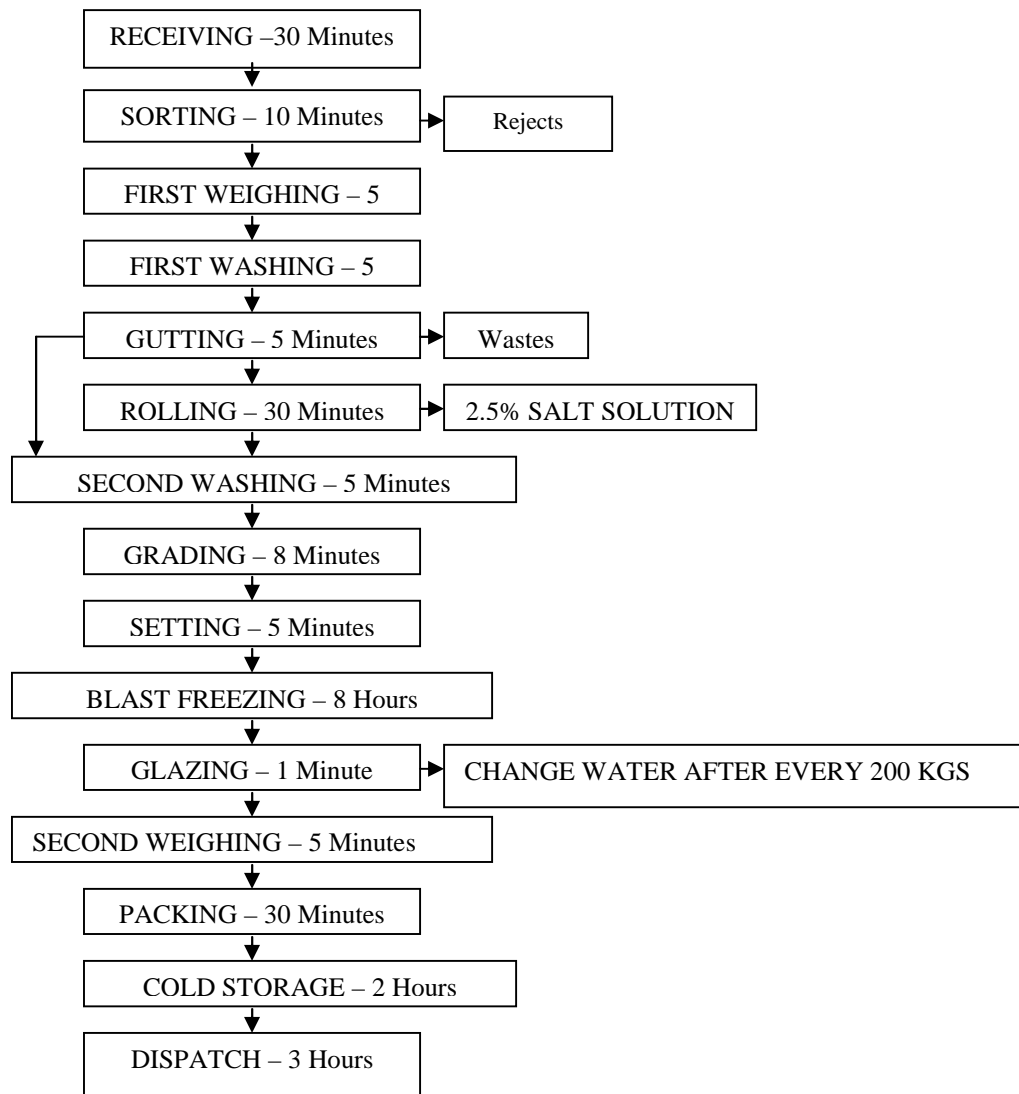 RECEIVING –30 Minutes
SORTING – 10 Minutes
Rejects
FIRST WEIGHING – 5
FIRST WASHING – 5
GUTTING – 5 Minutes
Wastes
ROLLING – 30 Minutes
2.5% SALT SOLUTION
SECOND WASHING – 5 Minutes
GRADING – 8 Minutes
SETTING – 5 Minutes
BLAST FREEZING – 8 Hours
GLAZING – 1 Minute
CHANGE WATER AFTER EVERY 200 KGS
SECOND WEIGHING – 5 Minutes
PACKING – 30 Minutes
COLD STORAGE – 2 Hours
DISPATCH – 3 Hours